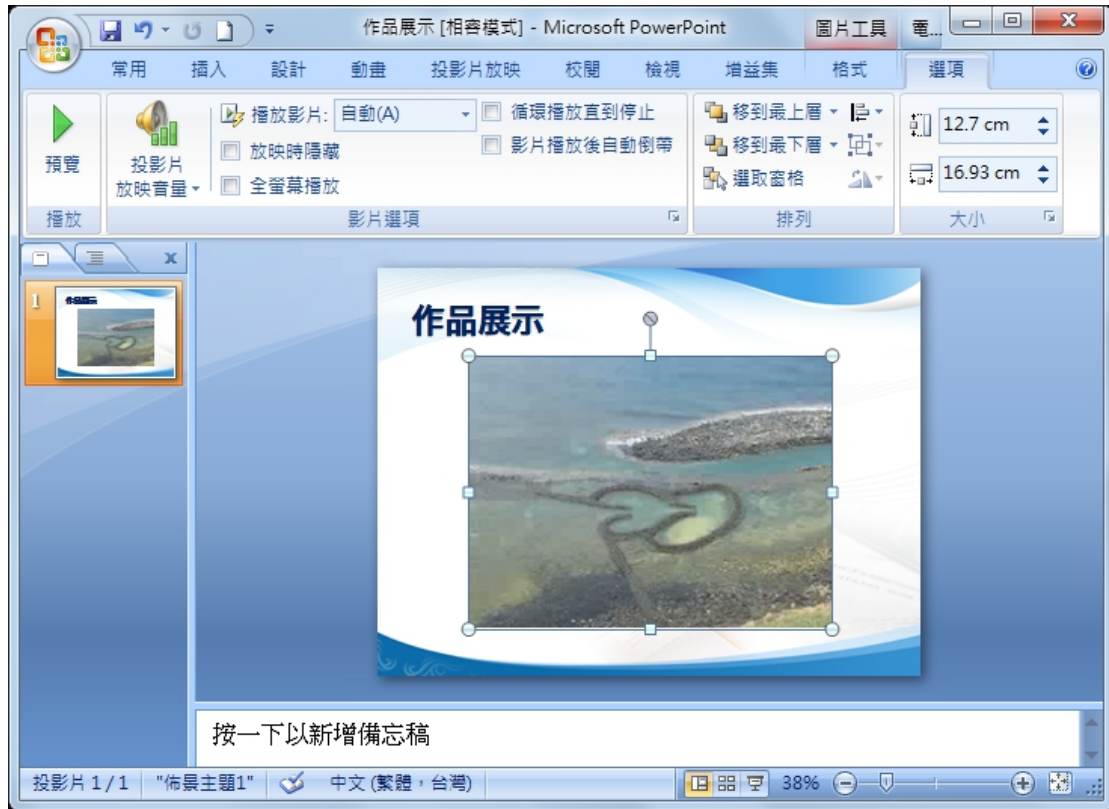 作品展示 [相容模式] - Microsoft PowerPoint
圖片工具
電...
常用
插入
設計
動畫
投影片放映
校閱
檢視
增益集
格式
選項
預覽
播放
投影片
放映音量
播放影片: 自動(A)
放映時隱藏
全螢幕播放
循環播放直到停止
影片播放後自動倒帶
影片選項
移到最上層
移到最下層
選取窗格
排列
12.7 cm
16.93 cm
大小
1
作品展示
作品展示
按一下以新增備忘稿
投影片 1/1
"佈景主題1"
中文 (繁體，台灣)
38%